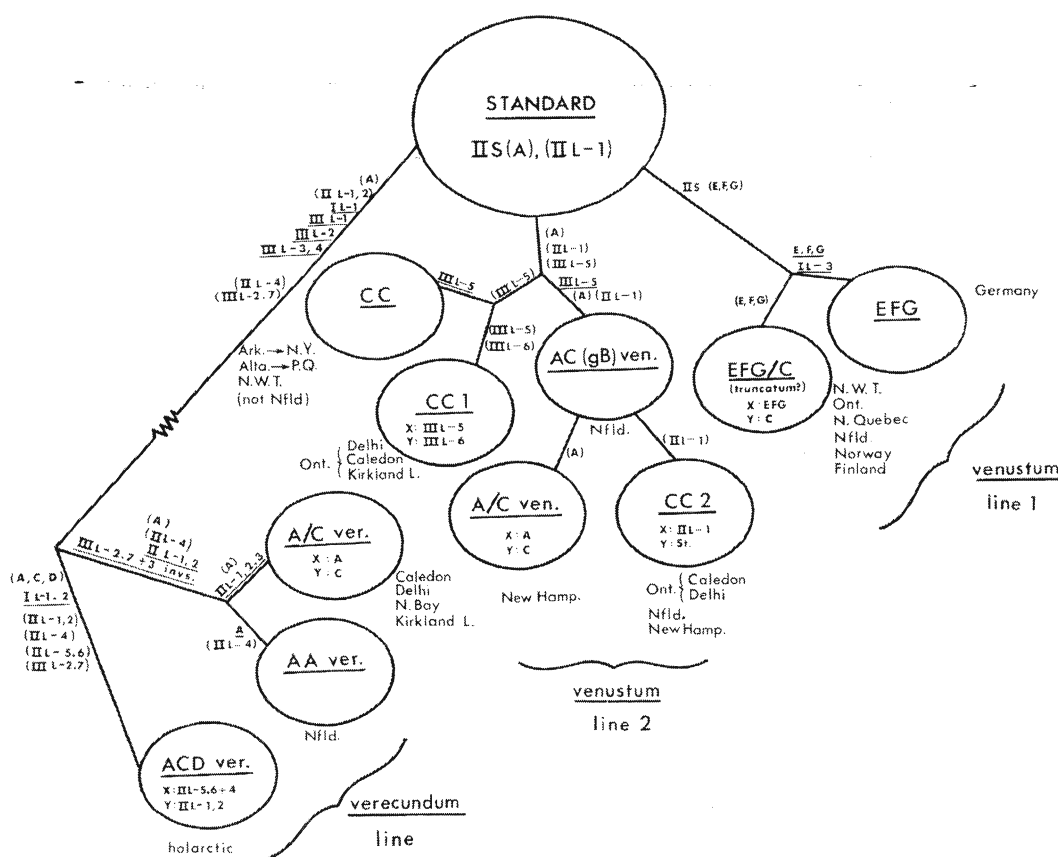 STANDARD
IIS(A), (IIL-1)
(A)
(II L-1,2)
IL-1
III L-1
III L-2
III L-3, 4
(II L-4)
(III L-2.7)
(A)
(IIL-1)
(III L-5)
IIs (E,F,G)
III L-5
(III L-5)
III L-5
(A) (II L-1)
E, F, G
IL-3
(E,F,G)
CC
Ark.→N.Y.
Alta.→P.Q.
N.W.T.
(not Nfld)
(III L-5)
(III L-6)
CC 1
X: III L-5
Y: III L-6
Ont. { Delhi
Caledon
Kirkland L.
AC (gB) ven.
Nfld.
(A)
(II L-1)
EFG/C
(truncatum?)
X: EFG
Y: C
EFG
Germany
N.W.T.
Ont.
N. Quebec
Nfld.
Norway
Finland
venustum
line 1
A/C ven.
X: A
Y: C
New Hamp.
CC 2
X: II L-1
Y: St.
Ont. { Caledon
Delhi
Nfld.
New Hamp.
venustum
line 2
(A)
(II L-4)
II L-1,2
III L-2.7 + 3 invs.
(A)
II L-1,2,3
A/C ver.
X: A
Y: C
Caledon
Delhi
N. Bay
Kirkland L.
A
(II L-4)
AA ver.
Nfld.
(A, C, D)
I L-1.2
(II L-1,2)
(II L-4)
(II L-5.6)
(III L-2.7)
ACD ver.
X: II L-5.6 + 4
Y: II L-1,2
holarctic
verecundum
line